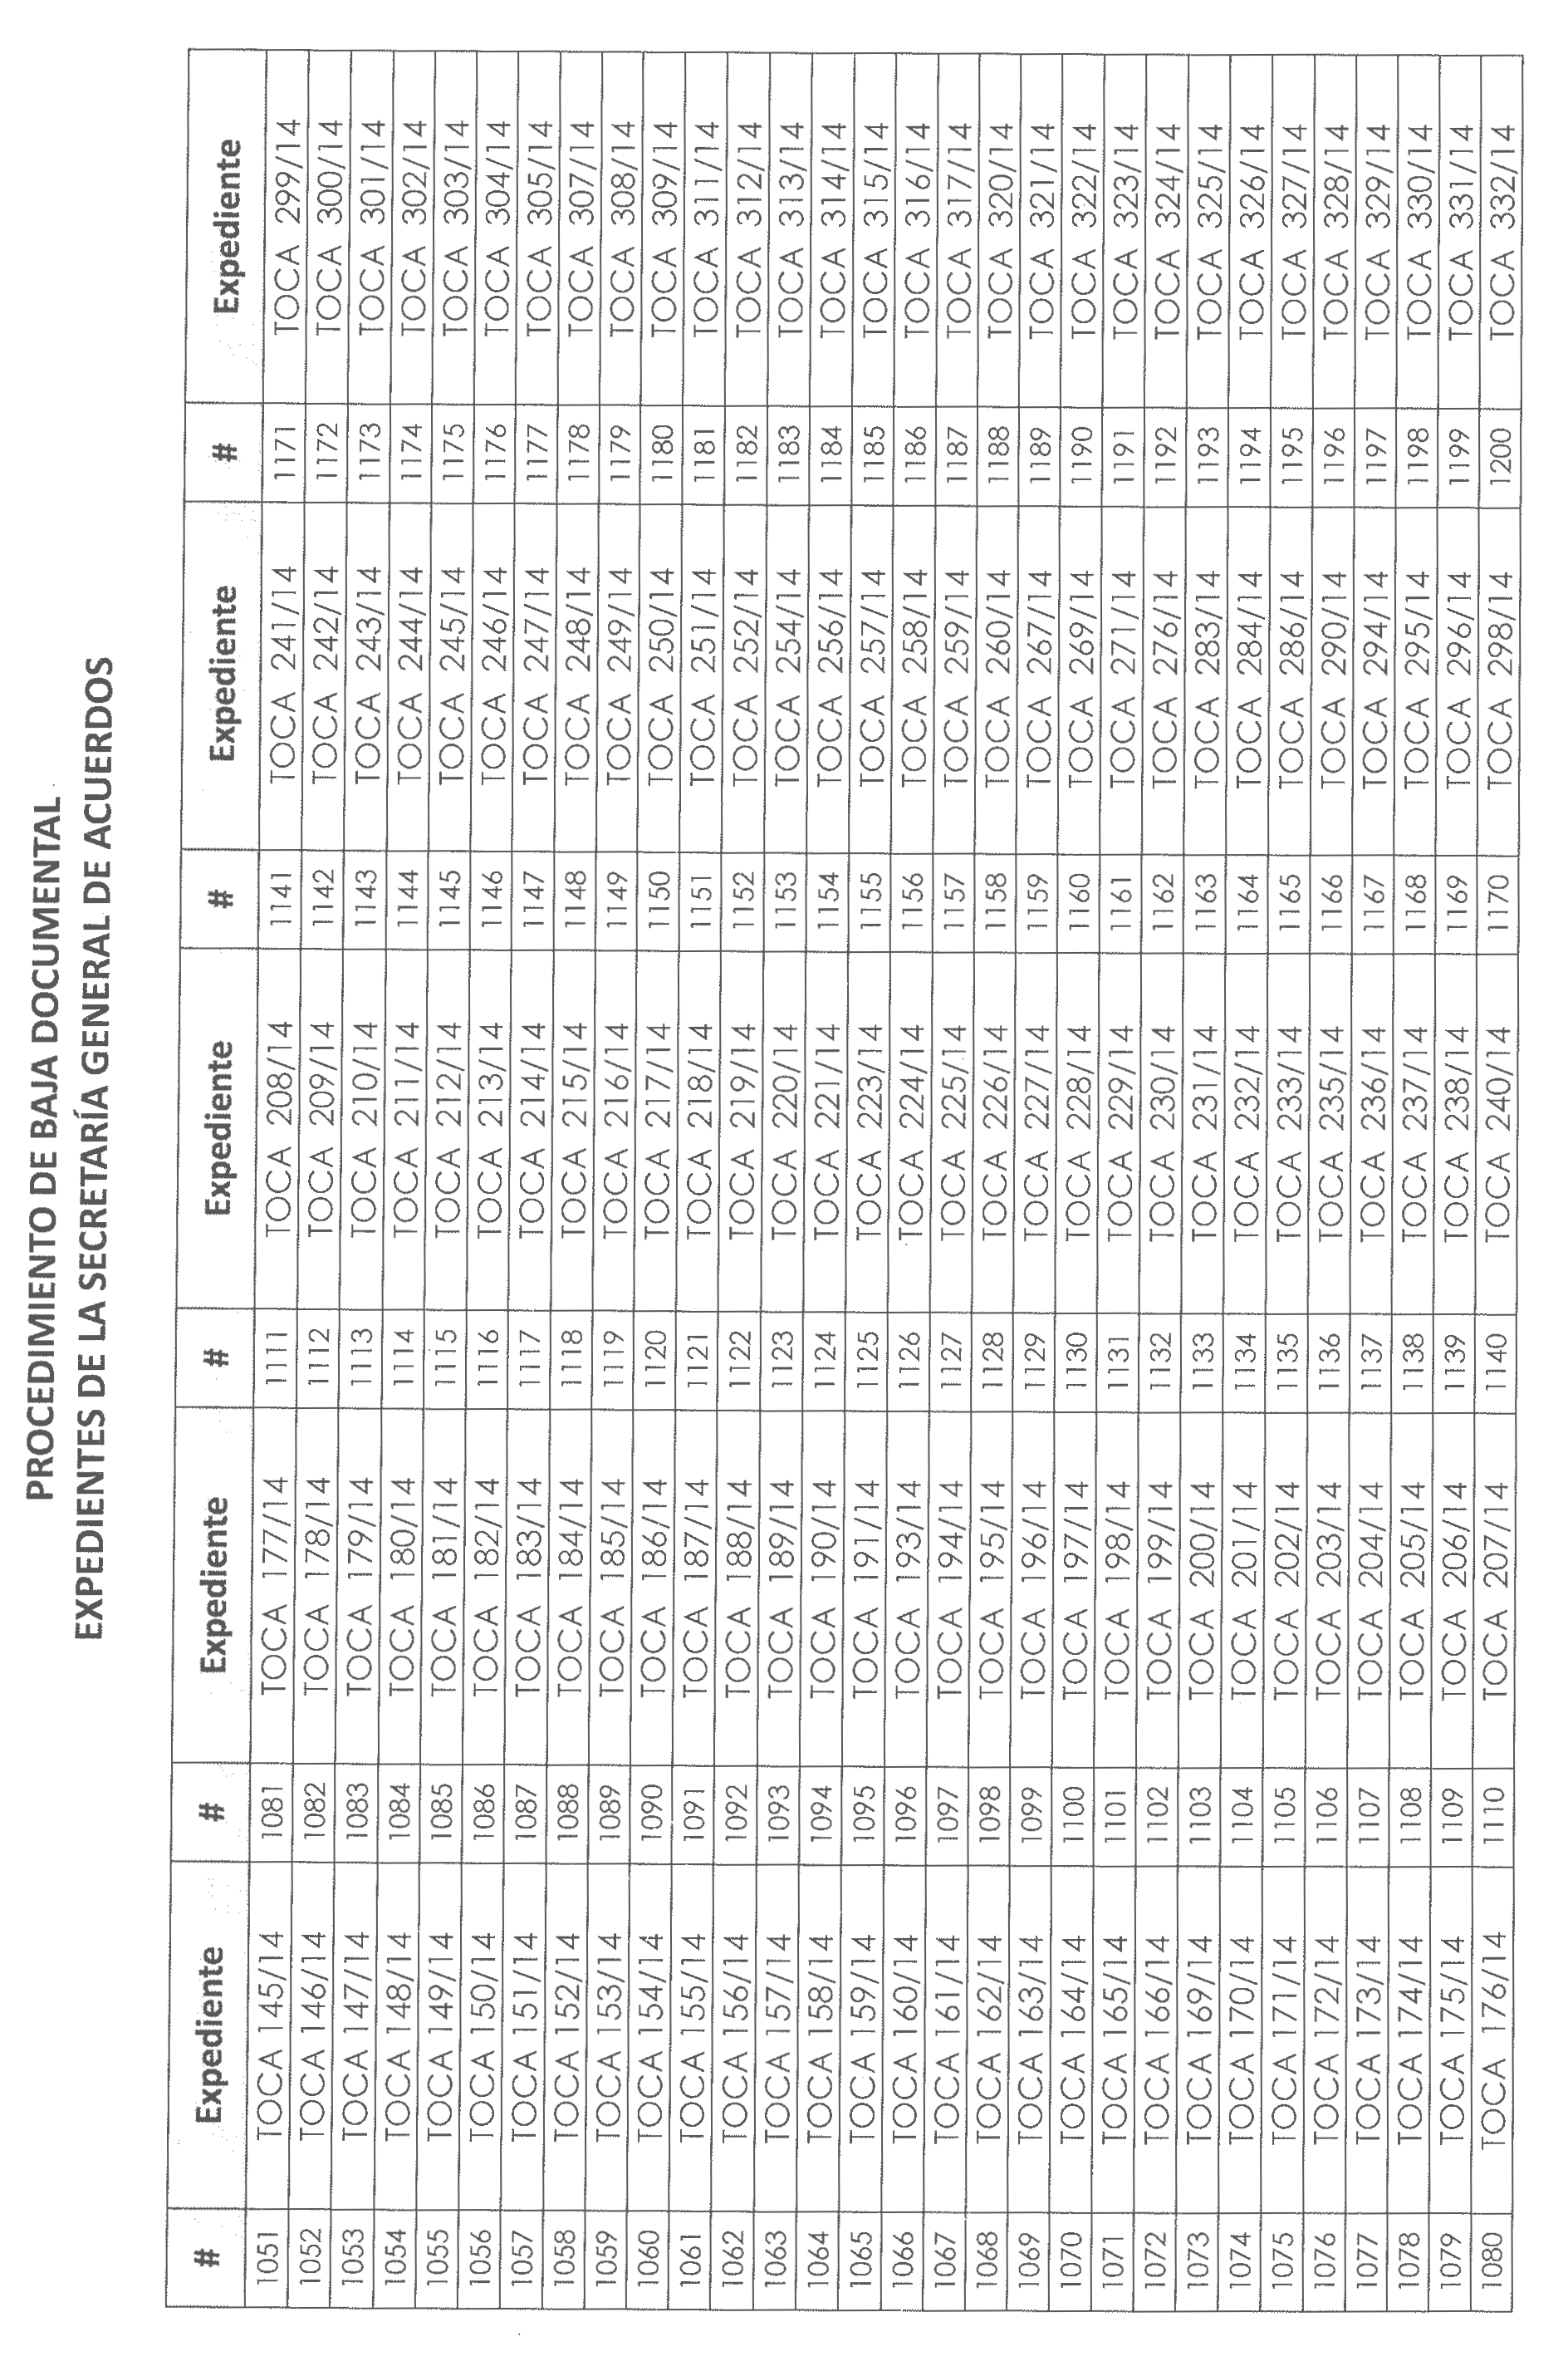 PROCEDIMIENTO DE BAJA DOCUMENTAL
EXPEDIENTES DE LA SECRETARÍA GENERAL DE ACUERDOS
# Expediente # Expediente # Expediente # Expediente # Expediente
1051 TOCA 145/14 1081 TOCA 177/14 1111 TOCA 208/14 1141 TOCA 241/14 1171 TOCA 299/14
1052 TOCA 146/14 1082 TOCA 178/14 1112 TOCA 209/14 1142 TOCA 242/14 1172 TOCA 300/14
1053 TOCA 147/14 1083 TOCA 179/14 1113 TOCA 210/14 1143 TOCA 243/14 1173 TOCA 301/14
1054 TOCA 148/14 1084 TOCA 180/14 1114 TOCA 211/14 1144 TOCA 244/14 1174 TOCA 302/14
1055 TOCA 149/14 1085 TOCA 181/14 1115 TOCA 212/14 1145 TOCA 245/14 1175 TOCA 303/14
1056 TOCA 150/14 1086 TOCA 182/14 1116 TOCA 213/14 1146 TOCA 246/14 1176 TOCA 304/14
1057 TOCA 151/14 1087 TOCA 183/14 1117 TOCA 214/14 1147 TOCA 247/14 1177 TOCA 305/14
1058 TOCA 152/14 1088 TOCA 184/14 1118 TOCA 215/14 1148 TOCA 248/14 1178 TOCA 307/14
1059 TOCA 153/14 1089 TOCA 185/14 1119 TOCA 216/14 1149 TOCA 249/14 1179 TOCA 308/14
1060 TOCA 154/14 1090 TOCA 186/14 1120 TOCA 217/14 1150 TOCA 250/14 1180 TOCA 309/14
1061 TOCA 155/14 1091 TOCA 187/14 1121 TOCA 218/14 1151 TOCA 251/14 1181 TOCA 311/14
1062 TOCA 156/14 1092 TOCA 188/14 1122 TOCA 219/14 1152 TOCA 252/14 1182 TOCA 312/14
1063 TOCA 157/14 1093 TOCA 189/14 1123 TOCA 220/14 1153 TOCA 254/14 1183 TOCA 313/14
1064 TOCA 158/14 1094 TOCA 190/14 1124 TOCA 221/14 1154 TOCA 256/14 1184 TOCA 314/14
1065 TOCA 159/14 1095 TOCA 191/14 1125 TOCA 223/14 1155 TOCA 257/14 1185 TOCA 315/14
1066 TOCA 160/14 1096 TOCA 193/14 1126 TOCA 224/14 1156 TOCA 258/14 1186 TOCA 316/14
1067 TOCA 161/14 1097 TOCA 194/14 1127 TOCA 225/14 1157 TOCA 259/14 1187 TOCA 317/14
1068 TOCA 162/14 1098 TOCA 195/14 1128 TOCA 226/14 1158 TOCA 260/14 1188 TOCA 320/14
1069 TOCA 163/14 1099 TOCA 196/14 1129 TOCA 227/14 1159 TOCA 267/14 1189 TOCA 321/14
1070 TOCA 164/14 1100 TOCA 197/14 1130 TOCA 228/14 1160 TOCA 269/14 1190 TOCA 322/14
1071 TOCA 165/14 1101 TOCA 198/14 1131 TOCA 229/14 1161 TOCA 271/14 1191 TOCA 323/14
1072 TOCA 166/14 1102 TOCA 199/14 1132 TOCA 230/14 1162 TOCA 276/14 1192 TOCA 324/14
1073 TOCA 169/14 1103 TOCA 200/14 1133 TOCA 231/14 1163 TOCA 283/14 1193 TOCA 325/14
1074 TOCA 170/14 1104 TOCA 201/14 1134 TOCA 232/14 1164 TOCA 284/14 1194 TOCA 326/14
1075 TOCA 171/14 1105 TOCA 202/14 1135 TOCA 233/14 1165 TOCA 286/14 1195 TOCA 327/14
1076 TOCA 172/14 1106 TOCA 203/14 1136 TOCA 235/14 1166 TOCA 290/14 1196 TOCA 328/14
1077 TOCA 173/14 1107 TOCA 204/14 1137 TOCA 236/14 1167 TOCA 294/14 1197 TOCA 329/14
1078 TOCA 174/14 1108 TOCA 205/14 1138 TOCA 237/14 1168 TOCA 295/14 1198 TOCA 330/14
1079 TOCA 175/14 1109 TOCA 206/14 1139 TOCA 238/14 1169 TOCA 296/14 1199 TOCA 331/14
1080 TOCA 176/14 1110 TOCA 207/14 1140 TOCA 240/14 1170 TOCA 298/14 1200 TOCA 332/14